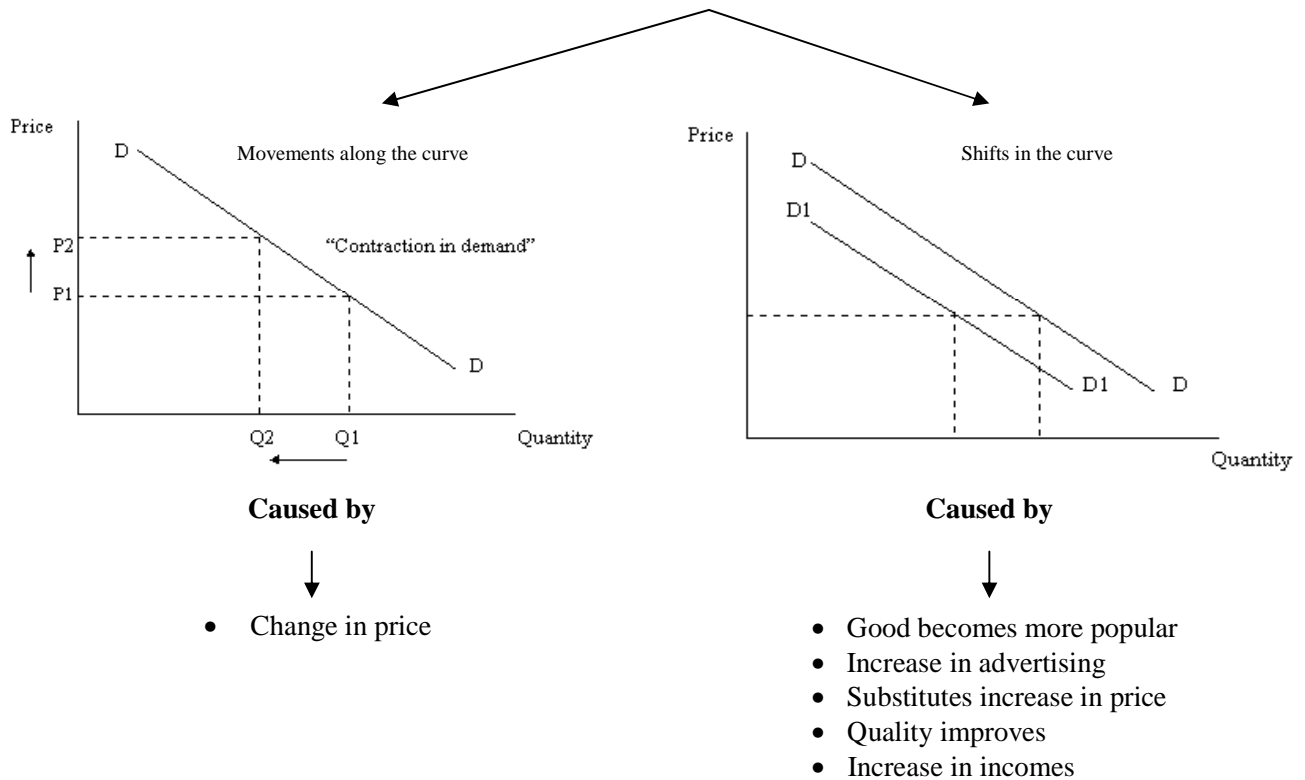 Price
D
Movements along the curve
P2
“Contraction in demand”
P1
D
Q2 Q1 Quantity
Caused by
• Change in price
Price
D
Shifts in the curve
D1
D1 D
Quantity
Caused by
• Good becomes more popular
• Increase in advertising
• Substitutes increase in price
• Quality improves
• Increase in incomes